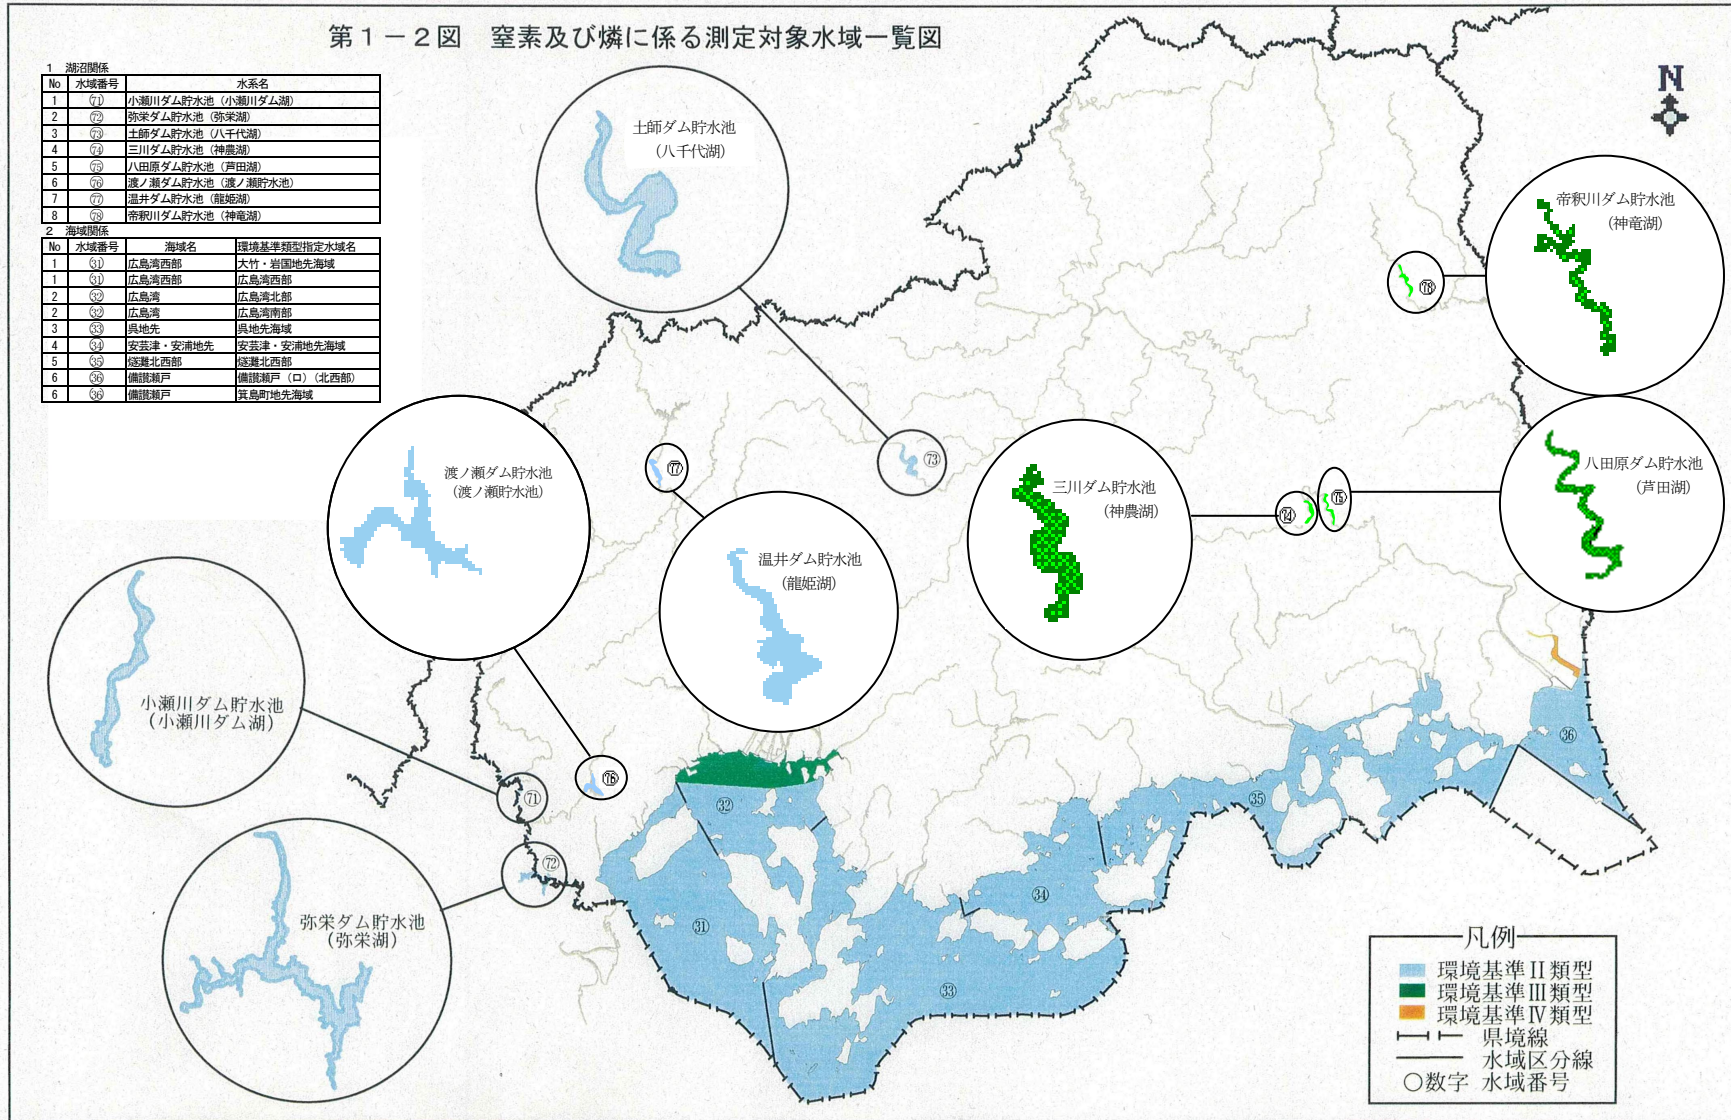 第1－2図　窒素及び燐に係る測定対象水域一覧図
1　湖沼関係
No 水域番号 水系名
1 ㉛ 小瀬川ダム貯水池（小瀬川ダム湖）
2 72 弥栄ダム貯水池（弥栄湖）
3 73 土師ダム貯水池（八千代湖）
4 74 三川ダム貯水池（神農湖）
5 75 八田原ダム貯水池（芦田湖）
6 76 渡ノ瀬ダム貯水池（渡ノ瀬貯水池）
7 77 温井ダム貯水池（龍姫湖）
8 78 帝釈川ダム貯水池（神竜湖）
2　海域関係
No 水域番号 海域名 環境基準類型指定水域名
1 ㉛ 広島湾西部 大竹・岩国地先海域
1 ㉛ 広島湾西部 広島湾西部
2 ㉜ 広島湾 広島湾北部
2 ㉜ 広島湾 広島湾南部
3 ㉝ 呉地先 呉地先海域
4 ㉞ 安芸津・安浦地先 安芸津・安浦地先海域
5 ㉟ 燧灘北西部 燧灘北西部
6 ㊱ 備讃瀬戸 備讃瀬戸（ロ）（北西部）
6 ㊱ 備讃瀬戸 箕島町地先海域
N
土師ダム貯水池
（八千代湖）
帝釈川ダム貯水池
（神竜湖）
78
渡ノ瀬ダム貯水池
（渡ノ瀬貯水池）
77
73
三川ダム貯水池
（神農湖）
74
75
八田原ダム貯水池
（芦田湖）
温井ダム貯水池
（龍姫湖）
小瀬川ダム貯水池
（小瀬川ダム湖）
71
76
72
弥栄ダム貯水池
（弥栄湖）
㉜
㉛
㉝
㉞
㉟
㊱
凡例
環境基準Ⅱ類型
環境基準Ⅲ類型
環境基準Ⅳ類型
県境線
水域区分線
○数字 水域番号